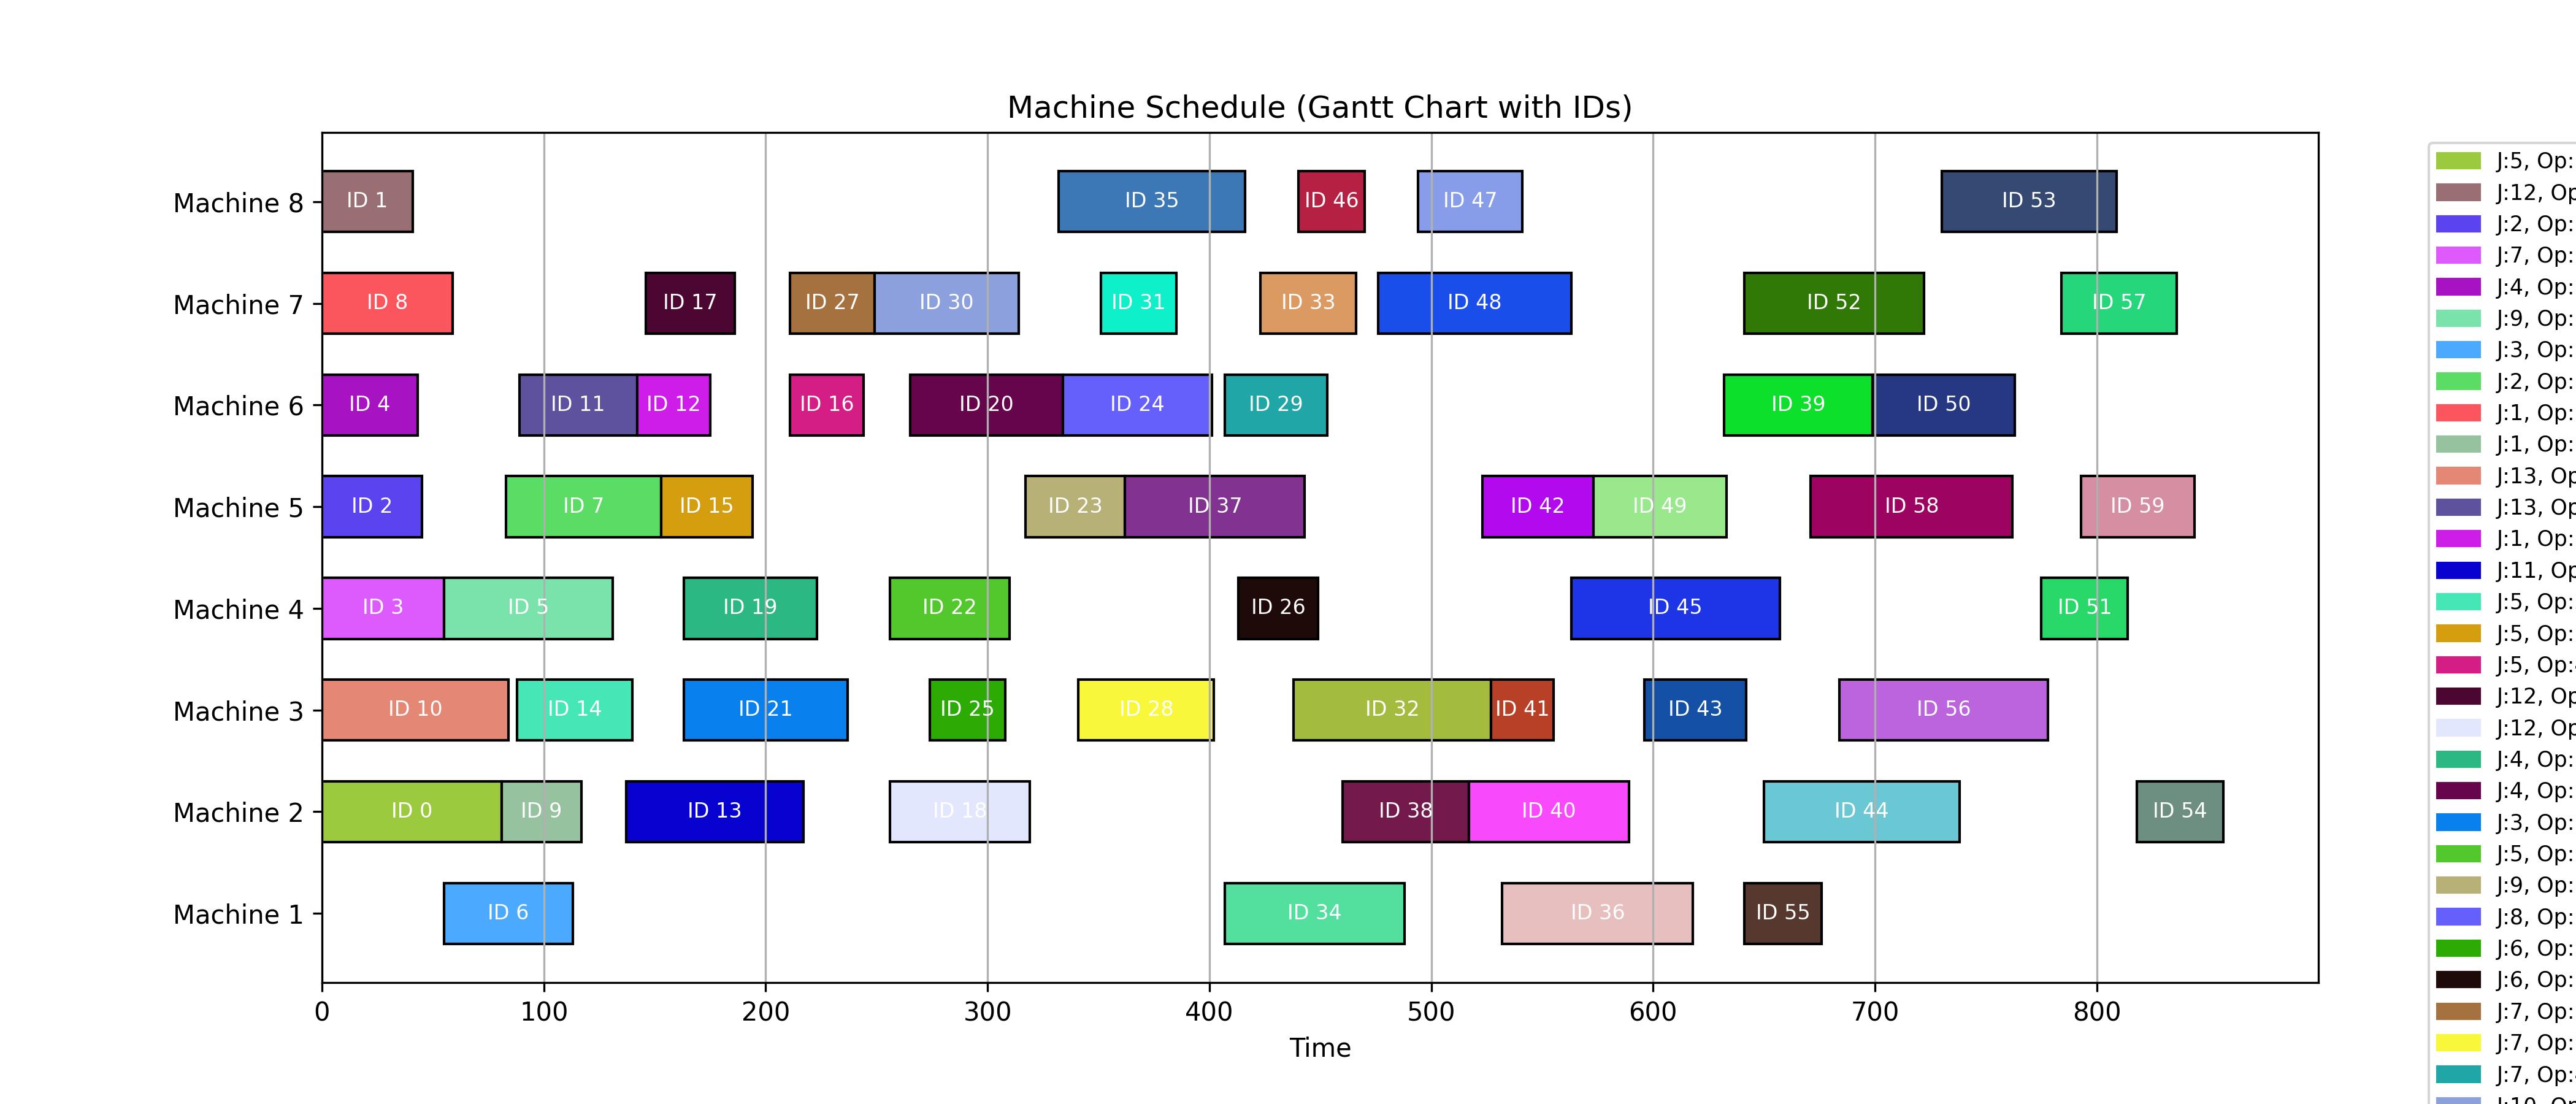 Machine Schedule (Gantt Chart with IDs)
Machine 8
ID 1
ID 35
ID 46
ID 47
ID 53
Machine 7
ID 8
ID 17
ID 27
ID 30
ID 31
ID 33
ID 48
ID 52
ID 57
Machine 6
ID 4
ID 11
ID 12
ID 16
ID 20
ID 24
ID 29
ID 39
ID 50
Machine 5
ID 2
ID 7
ID 15
ID 23
ID 37
ID 42
ID 49
ID 58
ID 59
Machine 4
ID 3
ID 5
ID 19
ID 22
ID 26
ID 45
ID 51
Machine 3
ID 10
ID 14
ID 21
ID 25
ID 28
ID 32
ID 41
ID 43
ID 56
Machine 2
ID 0
ID 9
ID 13
ID 18
ID 38
ID 40
ID 44
ID 54
Machine 1
ID 6
ID 34
ID 36
ID 55
0 100 200 300 400 500 600 700 800
Time
J:5, Op:
J:12, Op
J:2, Op:
J:7, Op:
J:4, Op:
J:9, Op:
J:3, Op:
J:2, Op:
J:1, Op:
J:1, Op:
J:13, Op
J:13, Op
J:1, Op:
J:11, Op
J:5, Op:
J:5, Op:
J:5, Op:
J:12, Op
J:12, Op
J:4, Op:
J:4, Op:
J:3, Op:
J:5, Op:
J:9, Op:
J:8, Op:
J:6, Op:
J:6, Op:
J:7, Op:
J:7, Op:
J:7, Op: